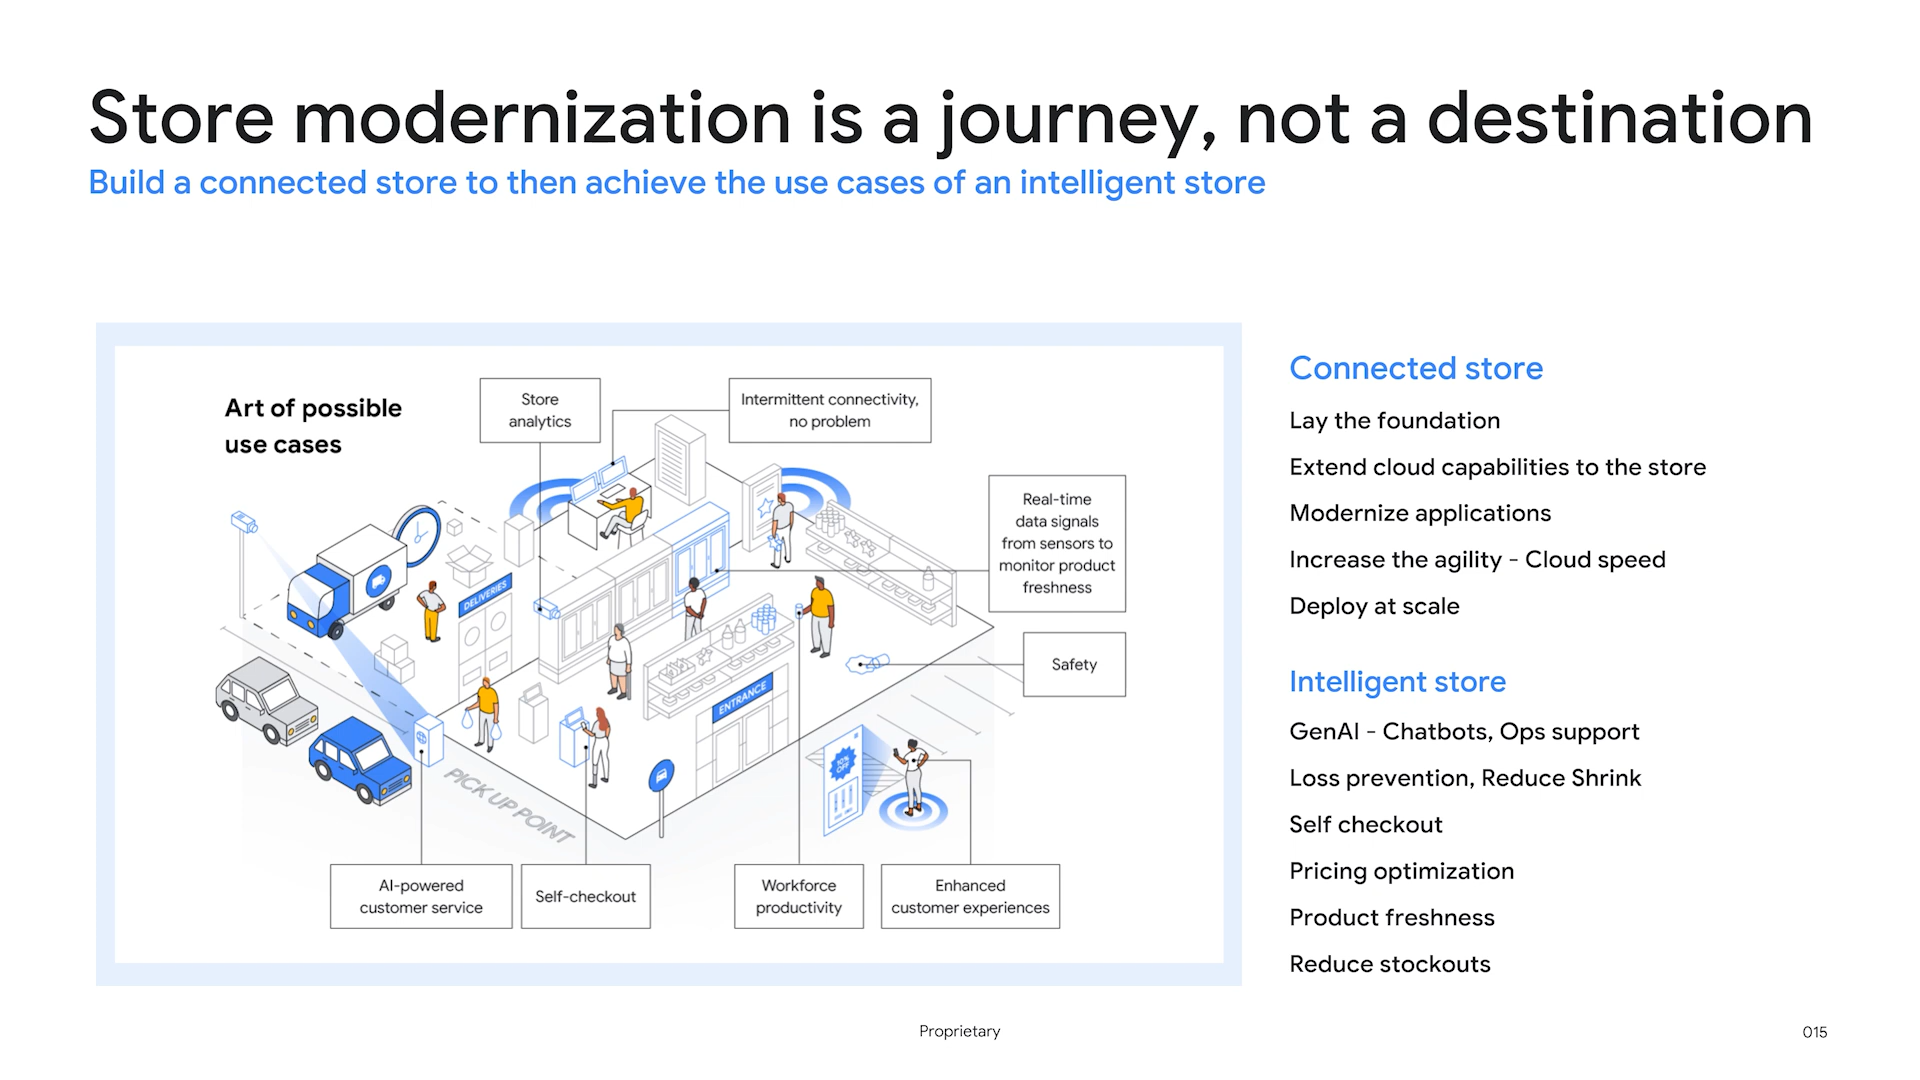 Store modernization is a journey, not a destination
Build a connected store to then achieve the use cases of an intelligent store
Art of possible
use cases
Store
analytics
Intermittent connectivity,
no problem
Real-time
data signals
from sensors to
monitor product
freshness
Safety
DELIVERIES
ENTRANCE
10%
OFF
PICK UP POINT
AI-powered
customer service
Self-checkout
Workforce
productivity
Enhanced
customer experiences
Connected store
Lay the foundation
Extend cloud capabilities to the store
Modernize applications
Increase the agility - Cloud speed
Deploy at scale
Intelligent store
GenAI - Chatbots, Ops support
Loss prevention, Reduce Shrink
Self checkout
Pricing optimization
Product freshness
Reduce stockouts
Proprietary
015